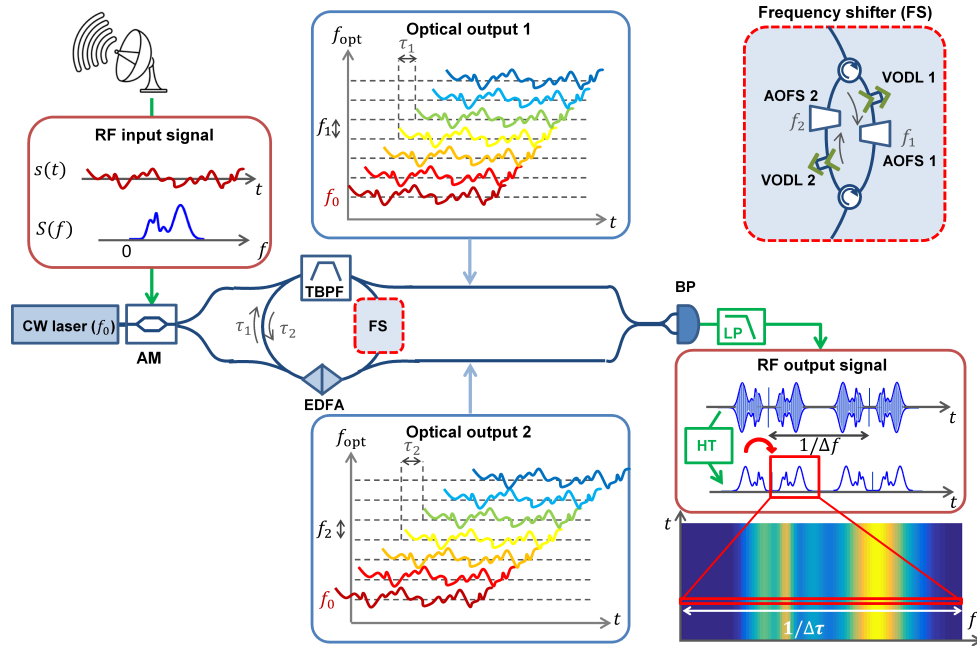 RF input signal
s(t)
t
S(f)
0
f
Optical output 1
f_opt
τ₁
f₁
f₀
t
Frequency shifter (FS)
VODL 1
AOFS 2
f₂
f₁
AOFS 1
VODL 2
CW laser (f₀)
AM
TBPF
τ₁
τ₂
FS
EDFA
BP
LP
Optical output 2
f_opt
τ₂
f₂
f₀
t
RF output signal
t
HT
1/Δf
t
t
1/Δτ
f